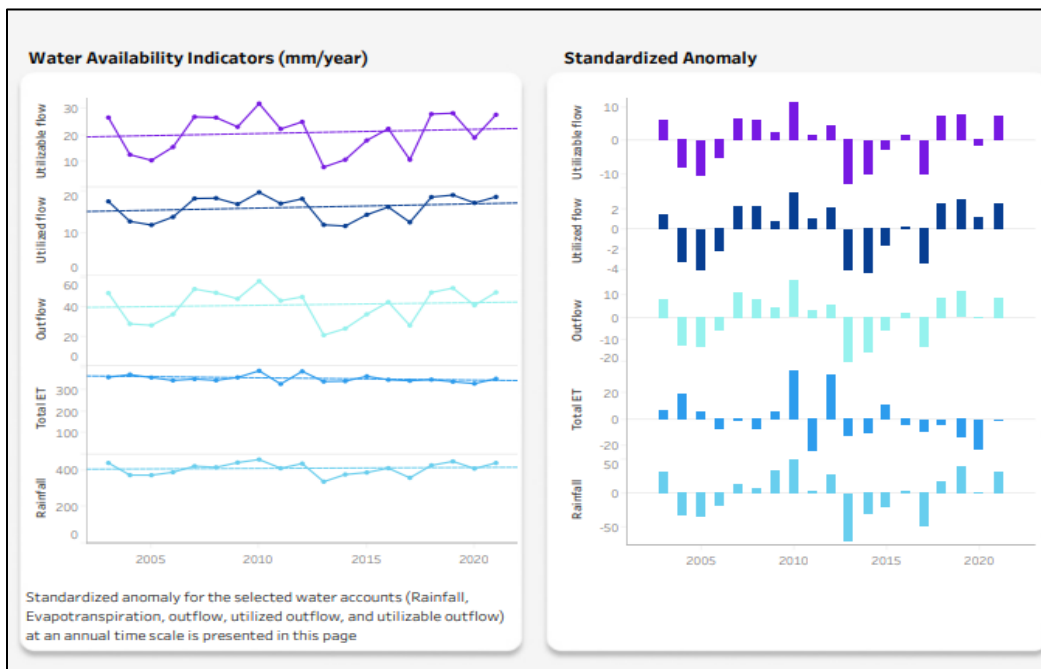 Water Availability Indicators (mm/year)
Utilizable flow
30
20
10
Utilized flow
20
10
0
Outflow
60
40
20
0
Total ET
300
200
100
Rainfall
400
200
0
2005
2010
2015
2020
Standardized anomaly for the selected water accounts (Rainfall,
Evapotranspiration, outflow, utilized outflow, and utilizable outflow)
at an annual time scale is presented in this page
Standardized Anomaly
Utilizable flow
10
0
-10
Utilized flow
2
0
-2
-4
Outflow
10
0
-10
-20
Total ET
20
0
-20
Rainfall
50
0
-50
2005
2010
2015
2020